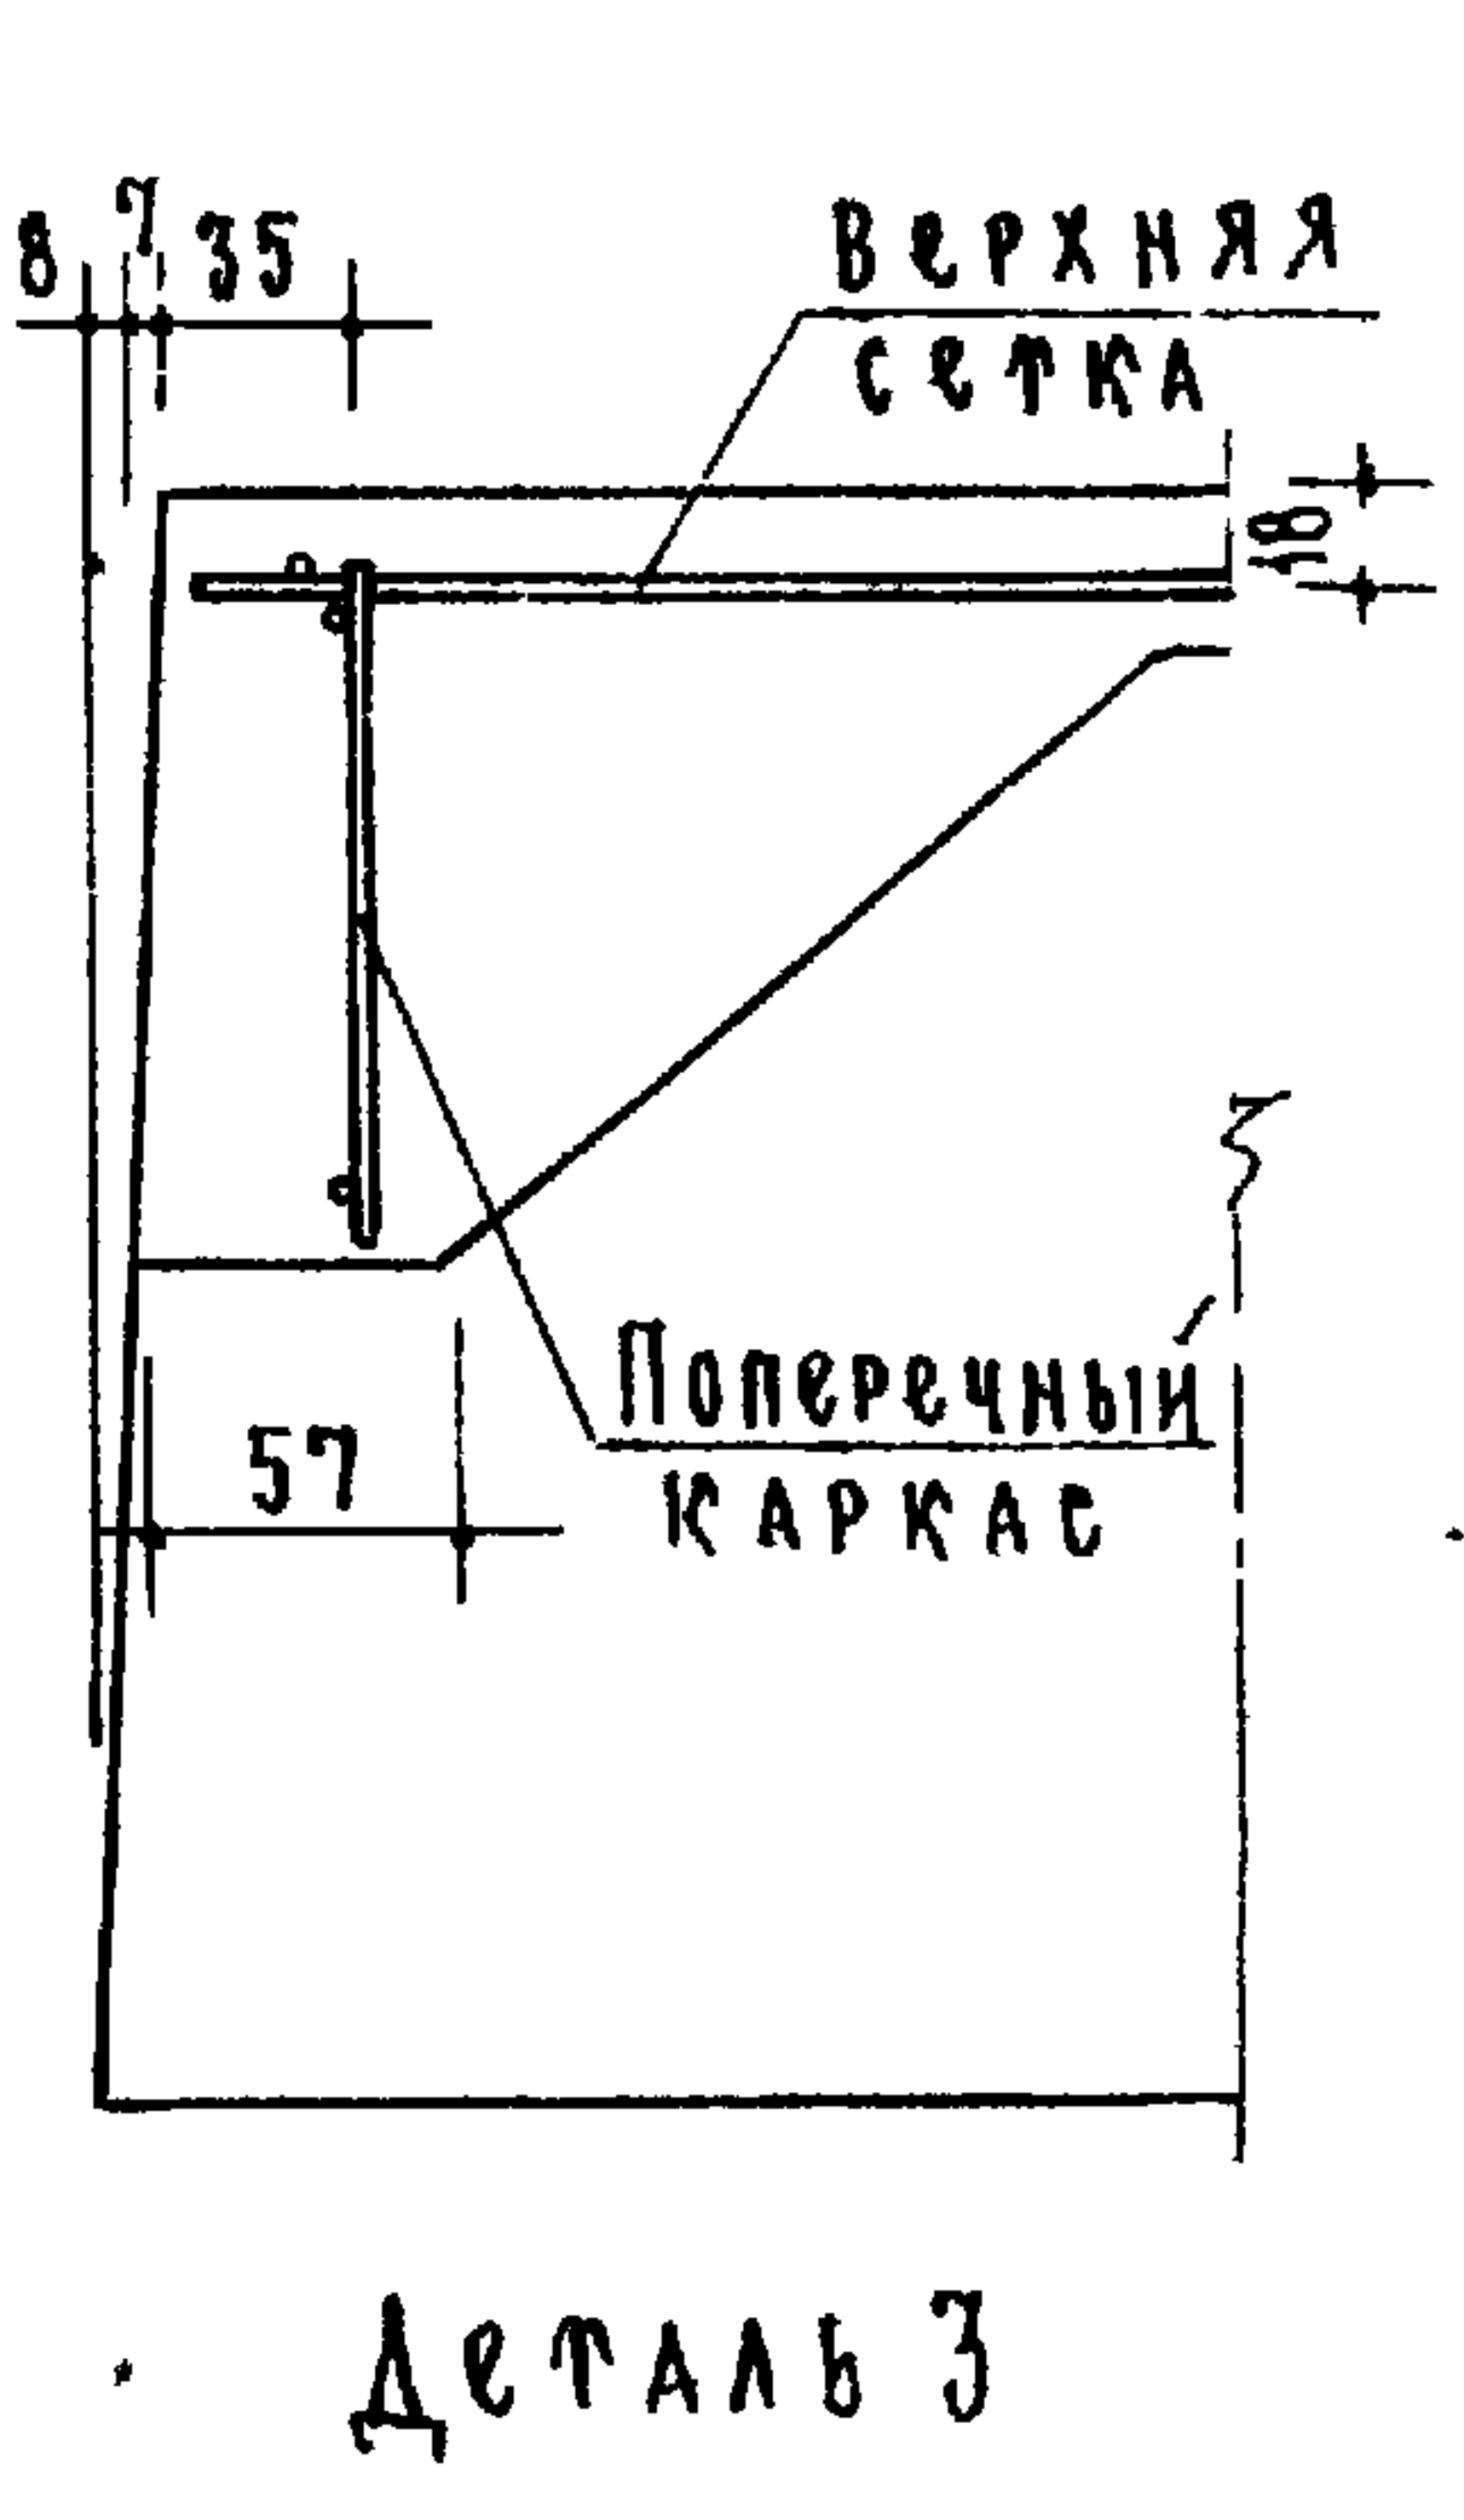 8 7 35
Верхняя
сетка
18
57
Поперечный
каркас
Деталь 3